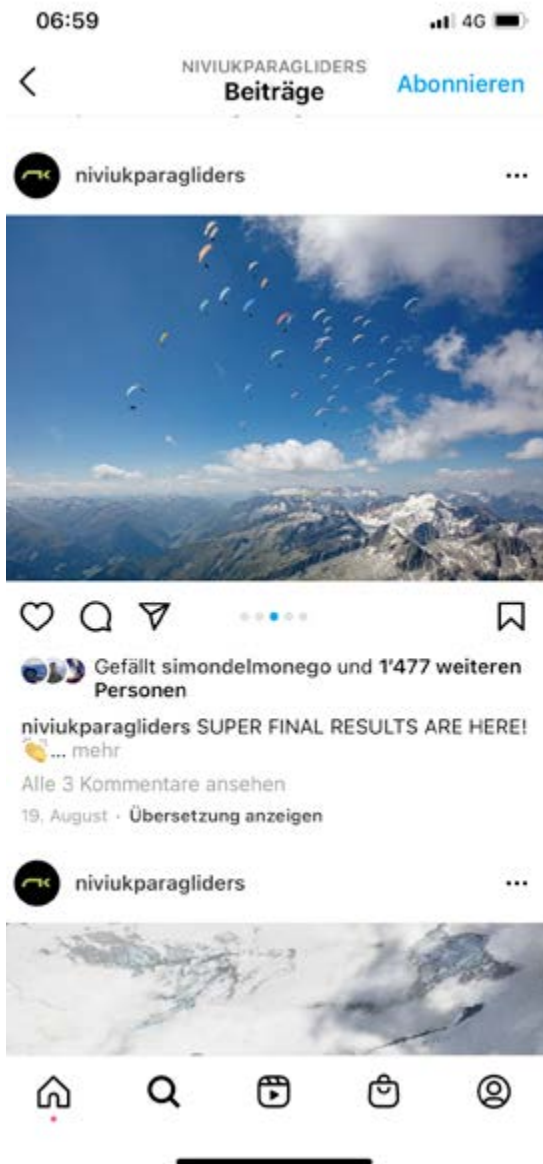 06:59
4G
NIVIUKPARAGLIDERS
Beiträge
Abonnieren
niviukparagliders
Gefällt simondelmonego und 1'477 weiteren
Personen
niviukparagliders SUPER FINAL RESULTS ARE HERE!
👏... mehr
Alle 3 Kommentare ansehen
19. August · Übersetzung anzeigen
niviukparagliders